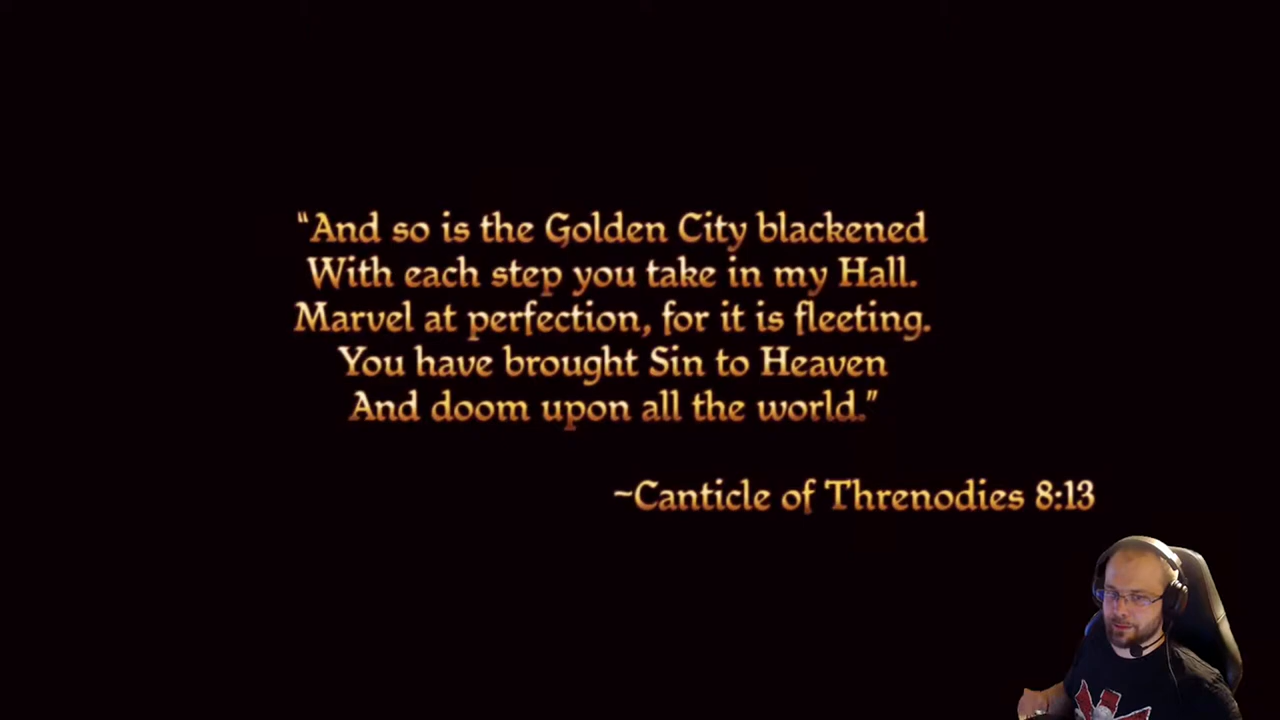 “And so is the Golden City blackened
With each step you take in my Hall.
Marvel at perfection, for it is fleeting.
You have brought Sin to Heaven
And doom upon all the world.”
~Canticle of Threnodies 8:13